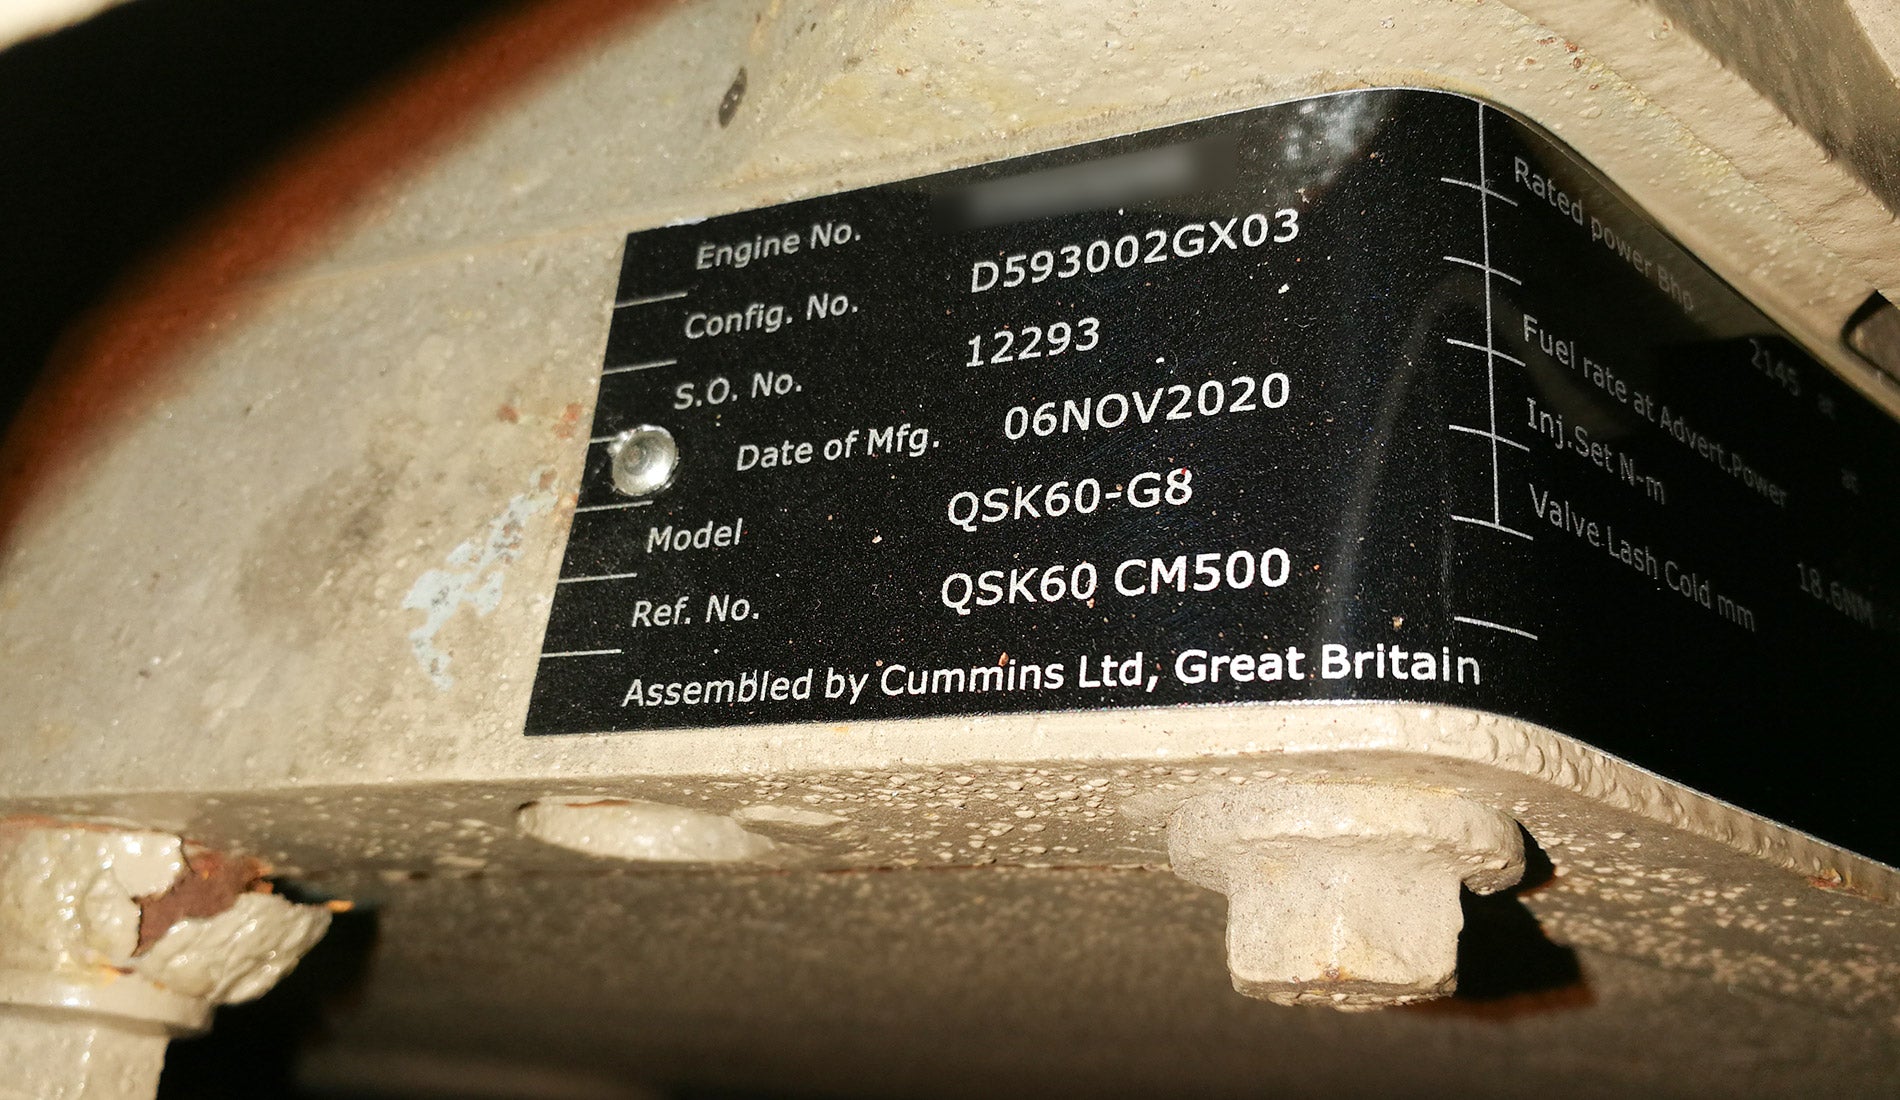 Engine No.
Config. No. D593002GX03
S.O. No. 12293
Date of Mfg. 06NOV2020
Model QSK60-G8
Ref. No. QSK60 CM500
Assembled by Cummins Ltd, Great Britain
Rated power Bhp 2145 at
Fuel rate at Advert.Power at
Inj.Set N-m 18.6NM
Valve Lash Cold mm